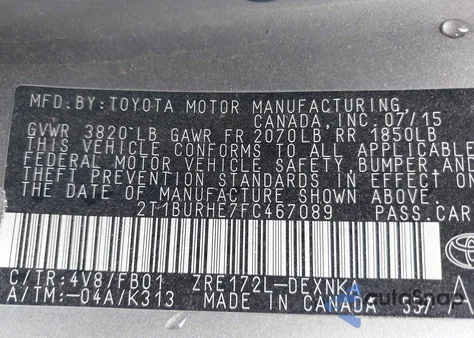 MFD. BY: TOYOTA MOTOR MANUFACTURING,
CANADA, INC. 07/15
GVWR 3820 LB GAWR FR 2070LB, RR 1850LB
THIS VEHICLE CONFORMS TO ALL APPLICABLE
FEDERAL MOTOR VEHICLE SAFETY, BUMPER, AND
THEFT PREVENTION STANDARDS IN EFFECT ON
THE DATE OF MANUFACTURE SHOWN ABOVE.
2T1BURHE7FC467089 PASS. CAR
C/TR: 4V8/FB01 ZRE172L-DEXNKA
A/TM: -04A/K313 MADE IN CANADA 357
AutoSnap